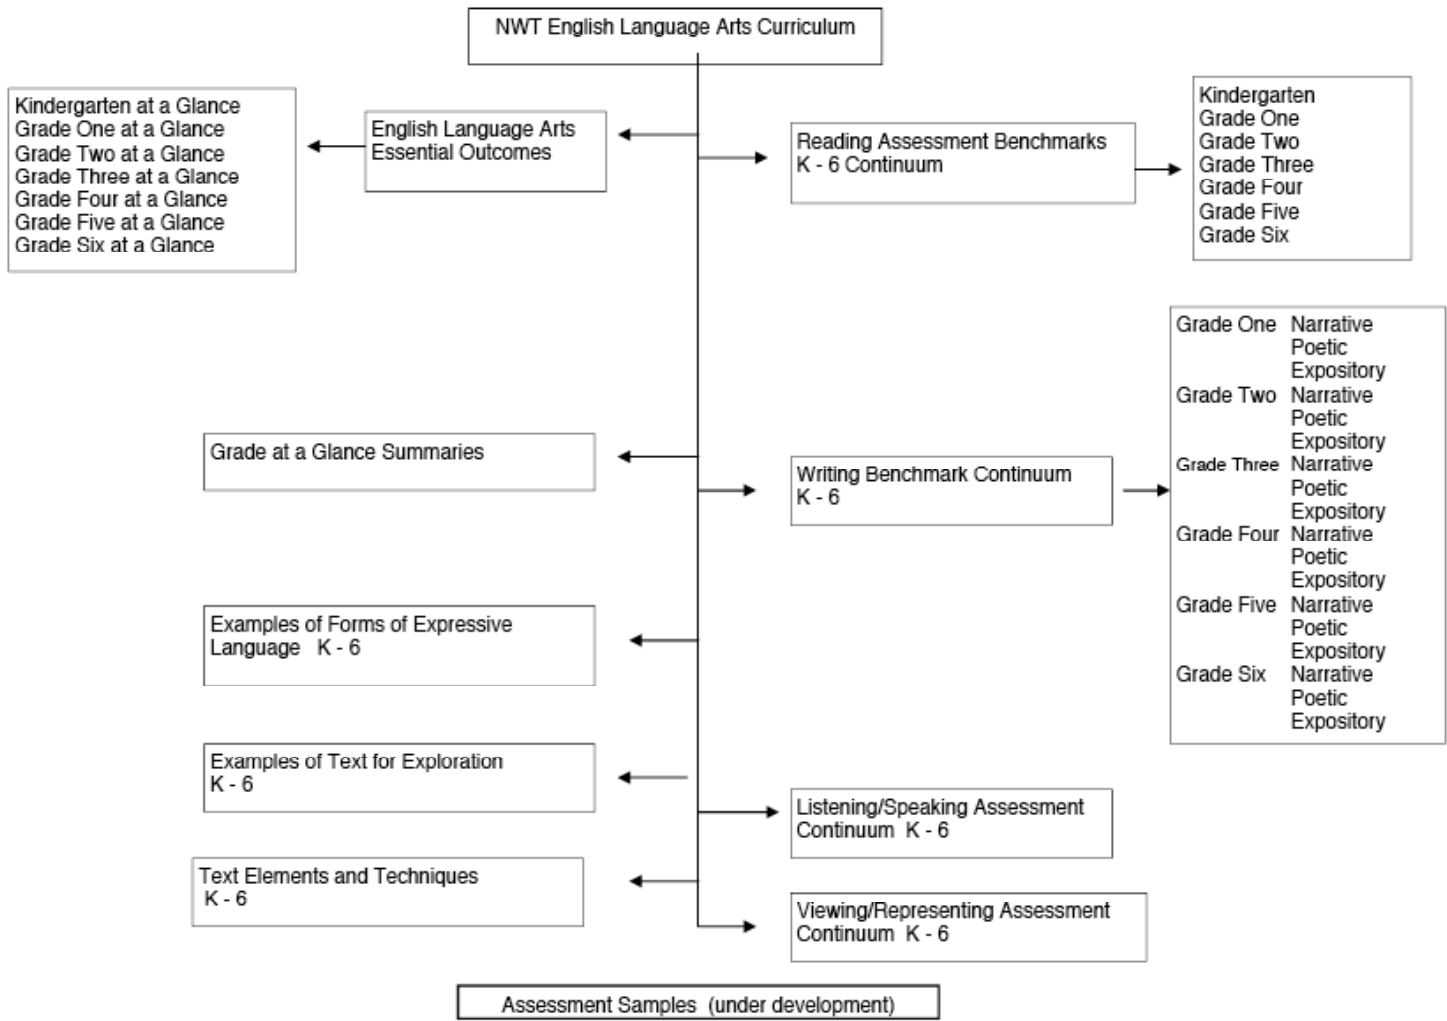 NWT English Language Arts Curriculum
Kindergarten at a Glance
Grade One at a Glance
Grade Two at a Glance
Grade Three at a Glance
Grade Four at a Glance
Grade Five at a Glance
Grade Six at a Glance
English Language Arts
Essential Outcomes
Reading Assessment Benchmarks
K - 6 Continuum
Kindergarten
Grade One
Grade Two
Grade Three
Grade Four
Grade Five
Grade Six
Grade at a Glance Summaries
Writing Benchmark Continuum
K - 6
Grade One Narrative
Poetic
Expository
Grade Two Narrative
Poetic
Expository
Grade Three Narrative
Poetic
Expository
Grade Four Narrative
Poetic
Expository
Grade Five Narrative
Poetic
Expository
Grade Six Narrative
Poetic
Expository
Examples of Forms of Expressive
Language K - 6
Examples of Text for Exploration
K - 6
Listening/Speaking Assessment
Continuum K - 6
Text Elements and Techniques
K - 6
Viewing/Representing Assessment
Continuum K - 6
Assessment Samples (under development)